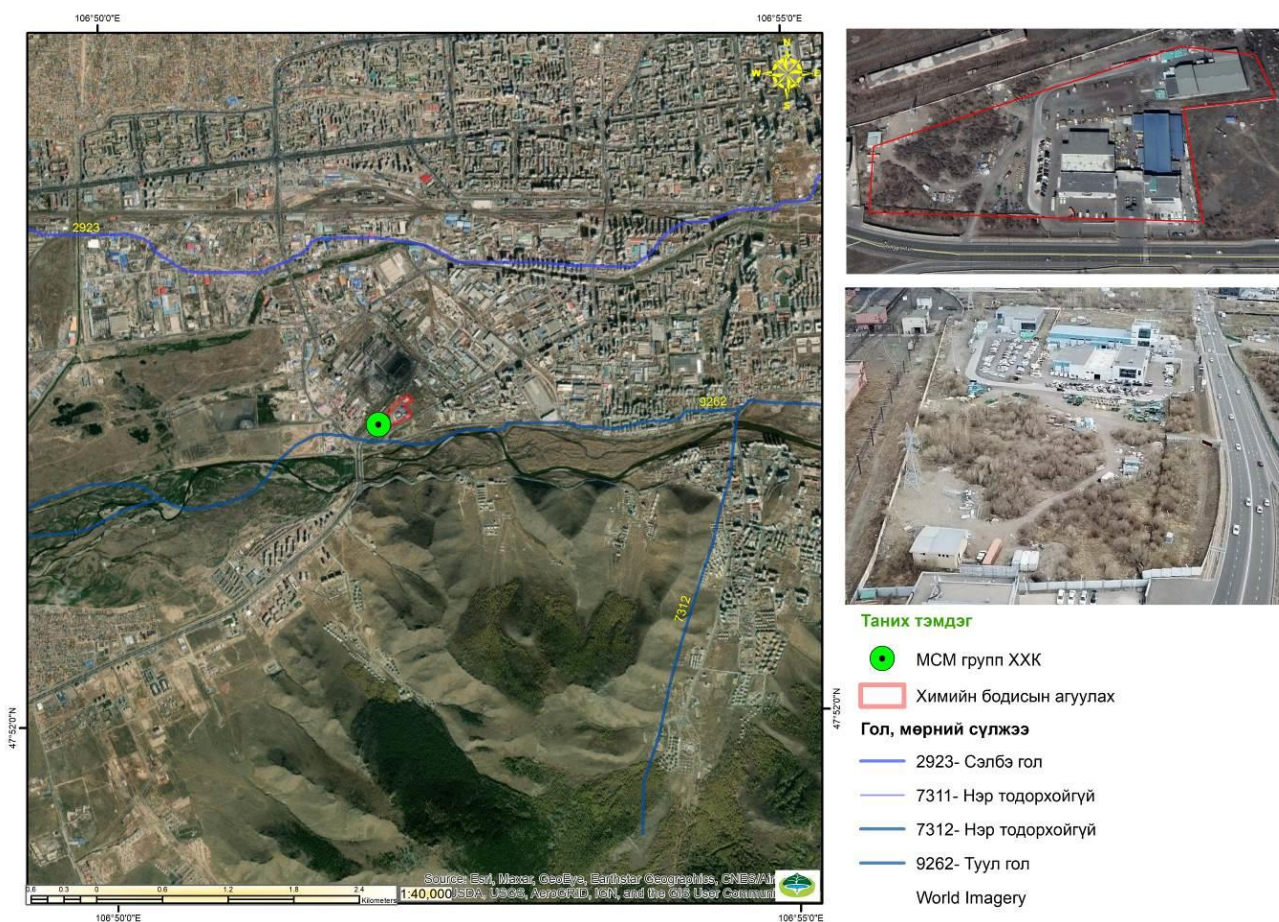 106°50'0"E
106°55'0"E
N
W
E
S
2923
9262
7312
47°52'0"N
47°52'0"N
Source: Esri, Maxar, GeoEye, Earthstar Geographics, CNES/Air
0.6 0.3 0 0.6 1.2 1.8 2.4
Kilometers
1:40,000
USDA, USGS, AeroGRID, IGN, and the GIS User Communi
106°50'0"E
106°55'0"E
Таних тэмдэг
МСМ групп ХХК
Химийн бодисын агуулах
Гол, мөрний сүлжээ
2923- Сэлбэ гол
7311- Нэр тодорхойгүй
7312- Нэр тодорхойгүй
9262- Туул гол
World Imagery